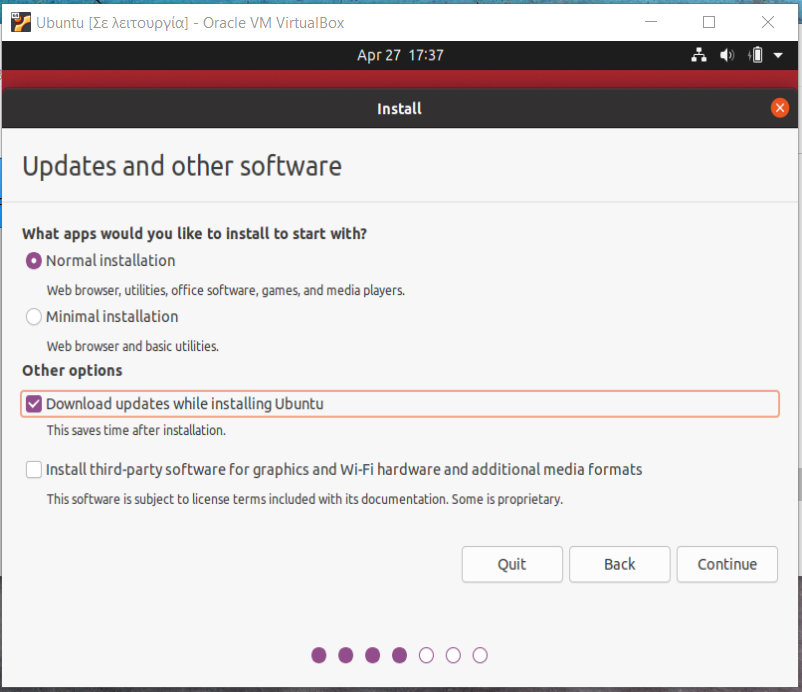 Ubuntu [Σε λειτουργία] - Oracle VM VirtualBox
Apr 27 17:37
Install
Updates and other software
What apps would you like to install to start with?
Normal installation
Web browser, utilities, office software, games, and media players.
Minimal installation
Web browser and basic utilities.
Other options
Download updates while installing Ubuntu
This saves time after installation.
Install third-party software for graphics and Wi-Fi hardware and additional media formats
This software is subject to license terms included with its documentation. Some is proprietary.
Quit Back Continue